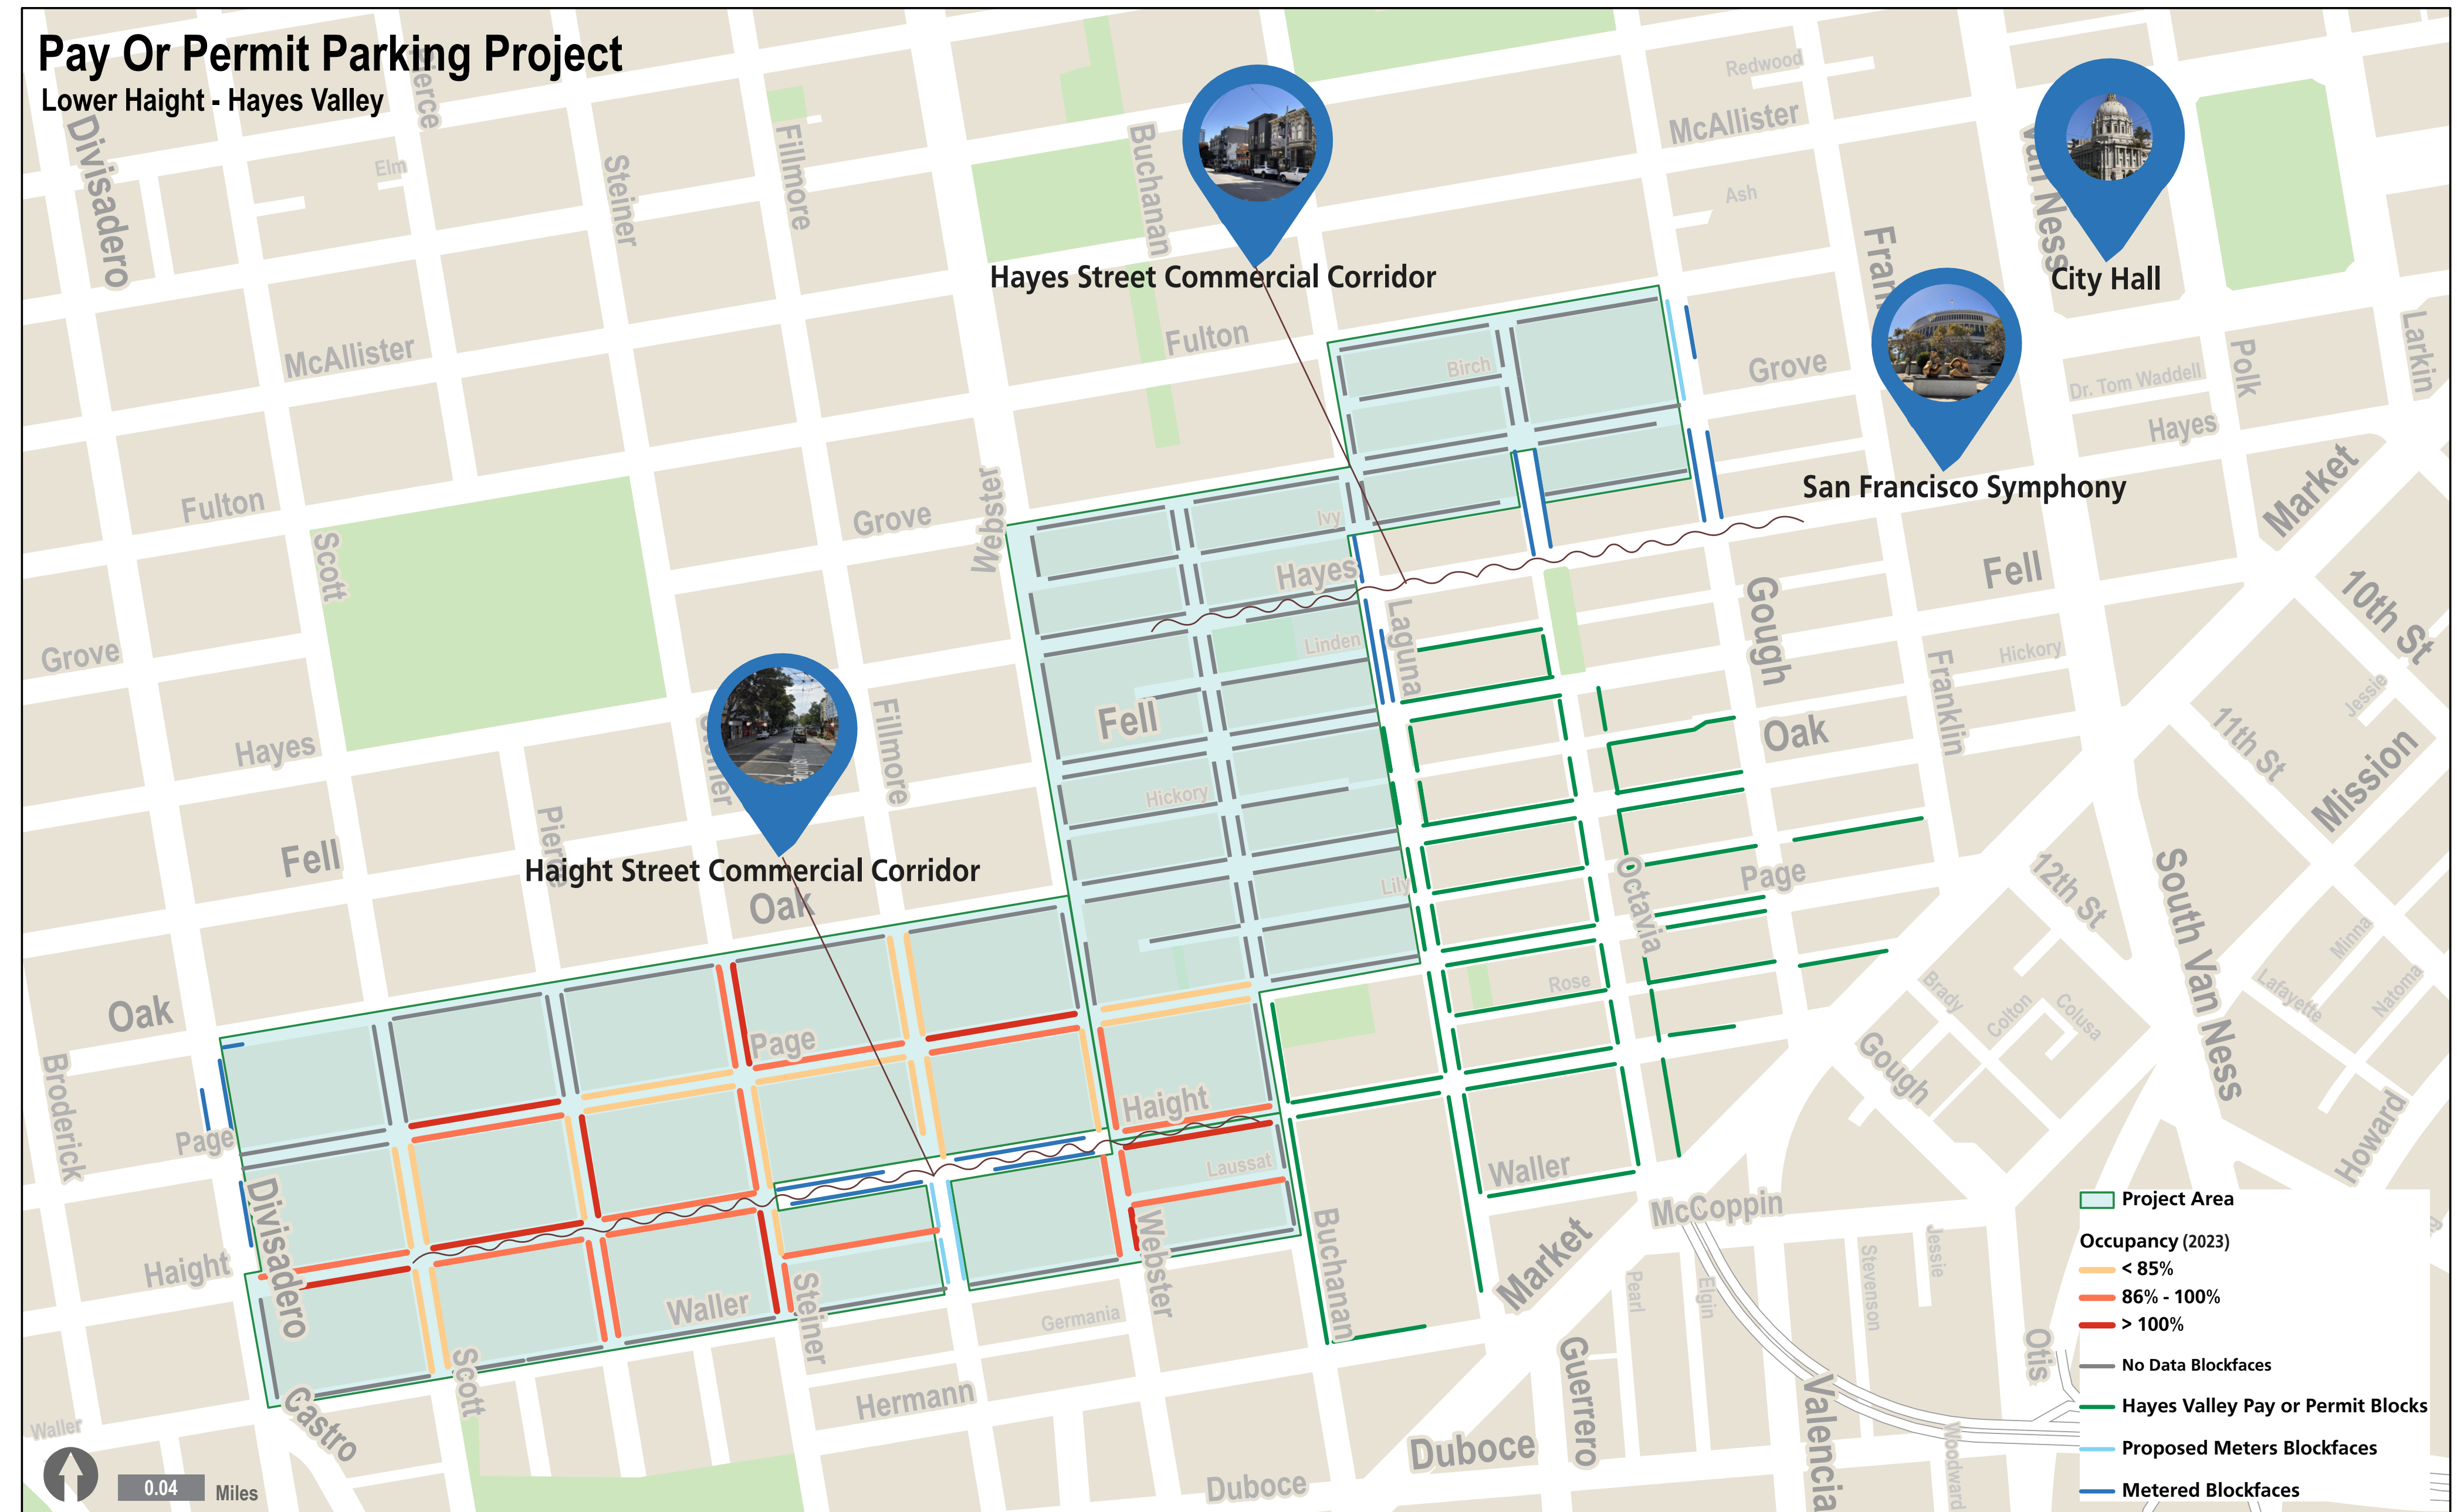 Pay Or Permit Parking Project
Lower Haight - Hayes Valley
Pierce
Divisadero
Elm
Steiner
Fillmore
Buchanan
Redwood
McAllister
Ash
Van Ness
Hayes Street Commercial Corridor
City Hall
San Francisco Symphony
McAllister
Fulton
Birch
Grove
Dr. Tom Waddell
Polk
Larkin
Hayes
Market
Fulton
Scott
Grove
Webster
Ivy
Hayes
Fell
10th St
Grove
Hayes
Linden
Laguna
Gough
Hickory
Franklin
Jessie
Fillmore
Fell
Oak
11th St
Mission
Hickory
Fell
Haight Street Commercial Corridor
Oak
Lily
Octavia
Page
12th St
South Van Ness
Oak
Broderick
Page
Page
Haight
Rose
Minna
Natoma
Lafayette
Brady
Colton
Colusa
Gough
Howard
Haight
Divisadero
Laussat
Waller
McCoppin
Webster
Buchanan
Market
Waller
Steiner
Germania
Scott
Castro
Waller
Hermann
Duboce
Duboce
Guerrero
Pearl
Elgin
Valencia
Stevenson
Jessie
Woodward
Otis
Project Area
Occupancy (2023)
< 85%
86% - 100%
> 100%
No Data Blockfaces
Hayes Valley Pay or Permit Blocks
Proposed Meters Blockfaces
Metered Blockfaces
0.04 Miles